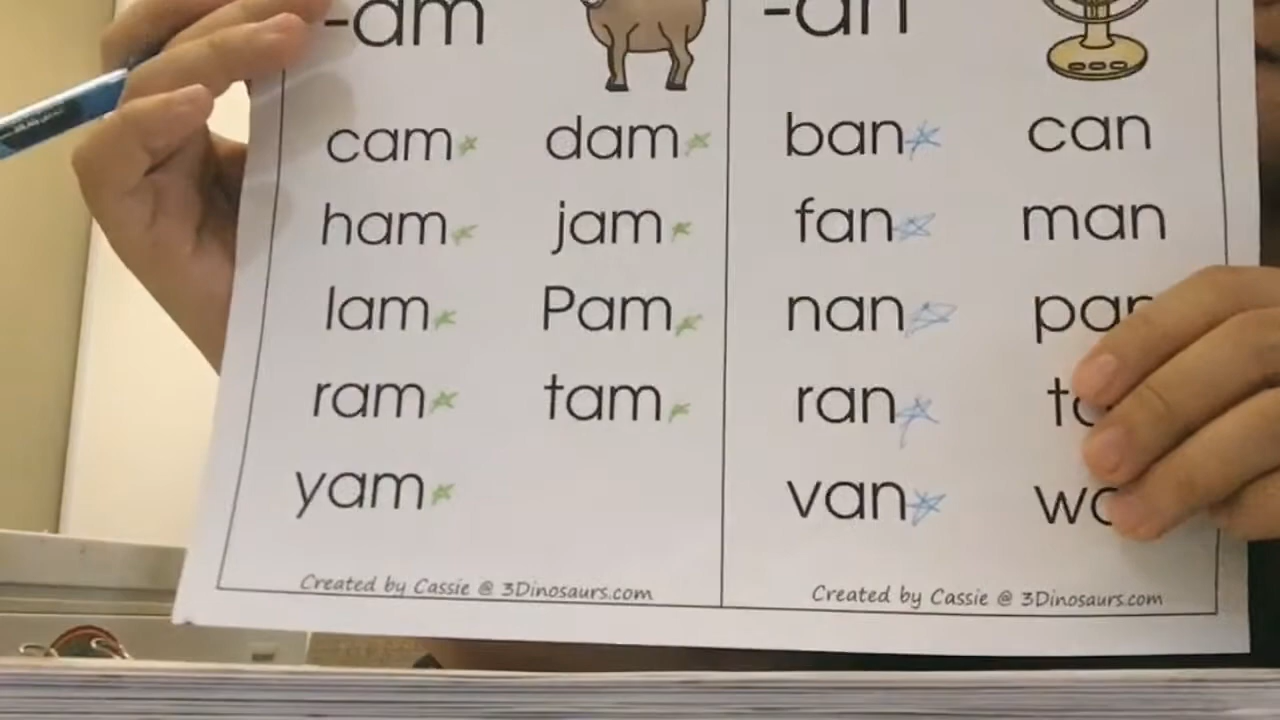 -am
cam dam
ham jam
lam Pam
ram tam
yam
Created by Cassie @ 3Dinosaurs.com
-an
ban can
fan man
nan
ran
van
Created by Cassie @ 3Dinosaurs.com